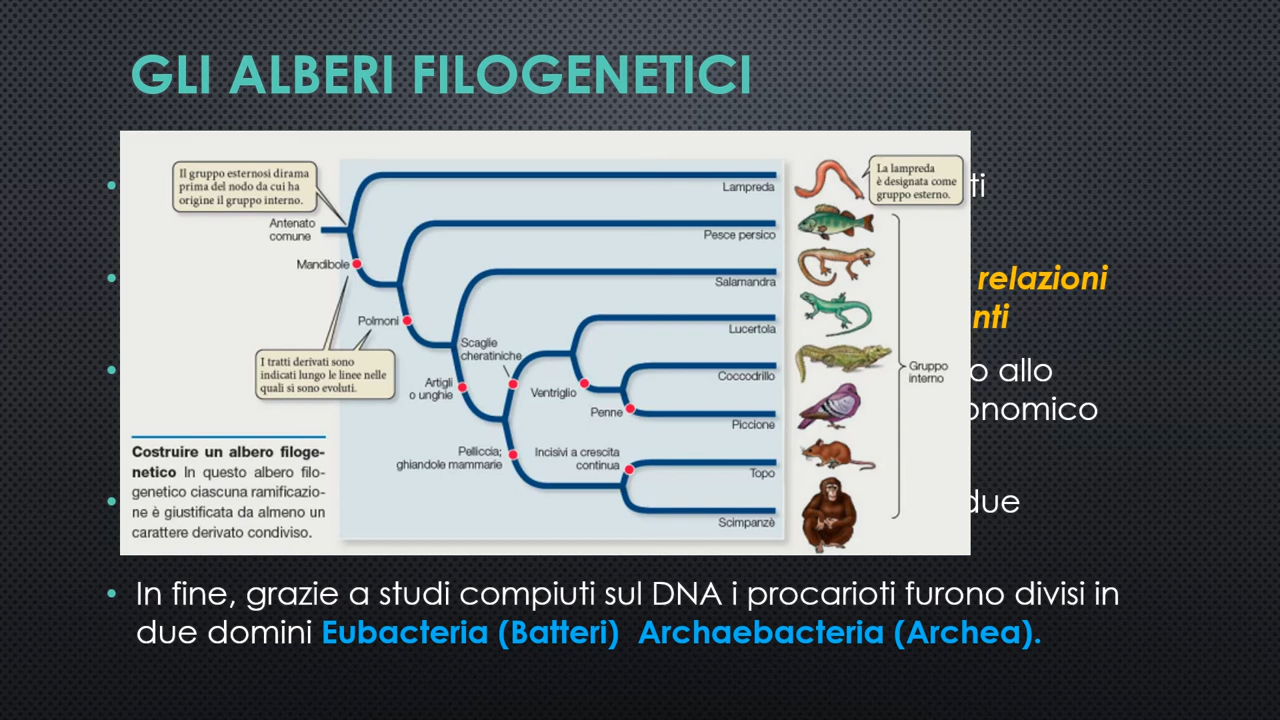 GLI ALBERI FILOGENETICI
Il gruppo esternosi dirama
prima del nodo da cui ha
origine il gruppo interno.
La lampreda
è designata come
gruppo esterno.
Lampreda
Antenato
comune
Pesce persico
Mandibole
Salamandra
relazioni
Polmoni
Lucertola
Scaglie
cheratiniche
I tratti derivati sono
indicati lungo le linee nelle
quali si sono evoluti.
Artigli
o unghie
Ventriglio
Coccodrillo
Gruppo
interno
allo
Penne
Piccione
Costruire un albero filoge-
netico In questo albero filo-
genetico ciascuna ramificazio-
ne è giustificata da almeno un
carattere derivato condiviso.
Pelliccia;
ghiandole mammarie
Incisivi a crescita
continua
Topo
due
Scimpanzè
• In fine, grazie a studi compiuti sul DNA i procarioti furono divisi in
due domini Eubacteria (Batteri) Archaebacteria (Archea).